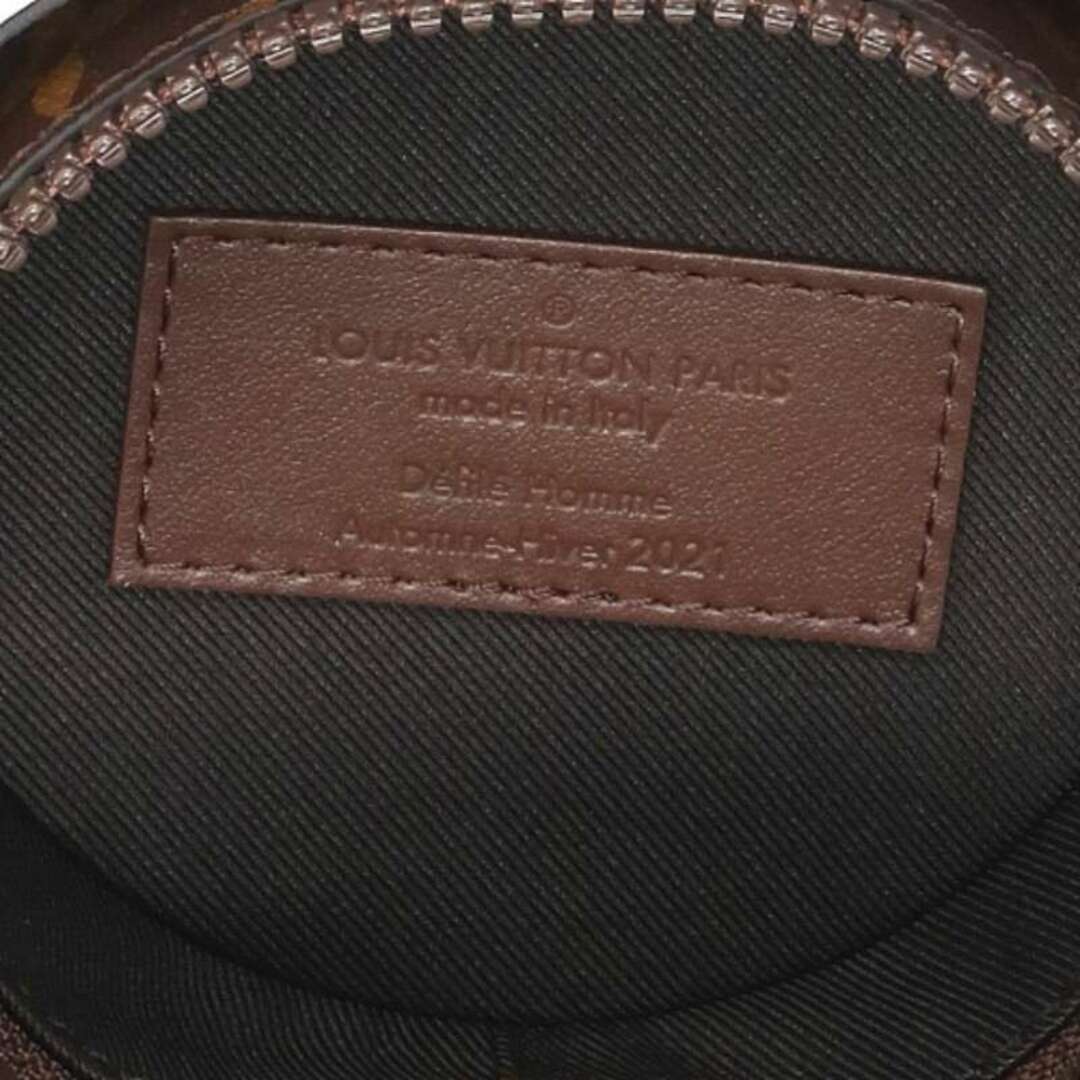 ®
LOUIS VUITTON PARIS
made in Italy
Défilé Homme
Automne-Hiver 2021